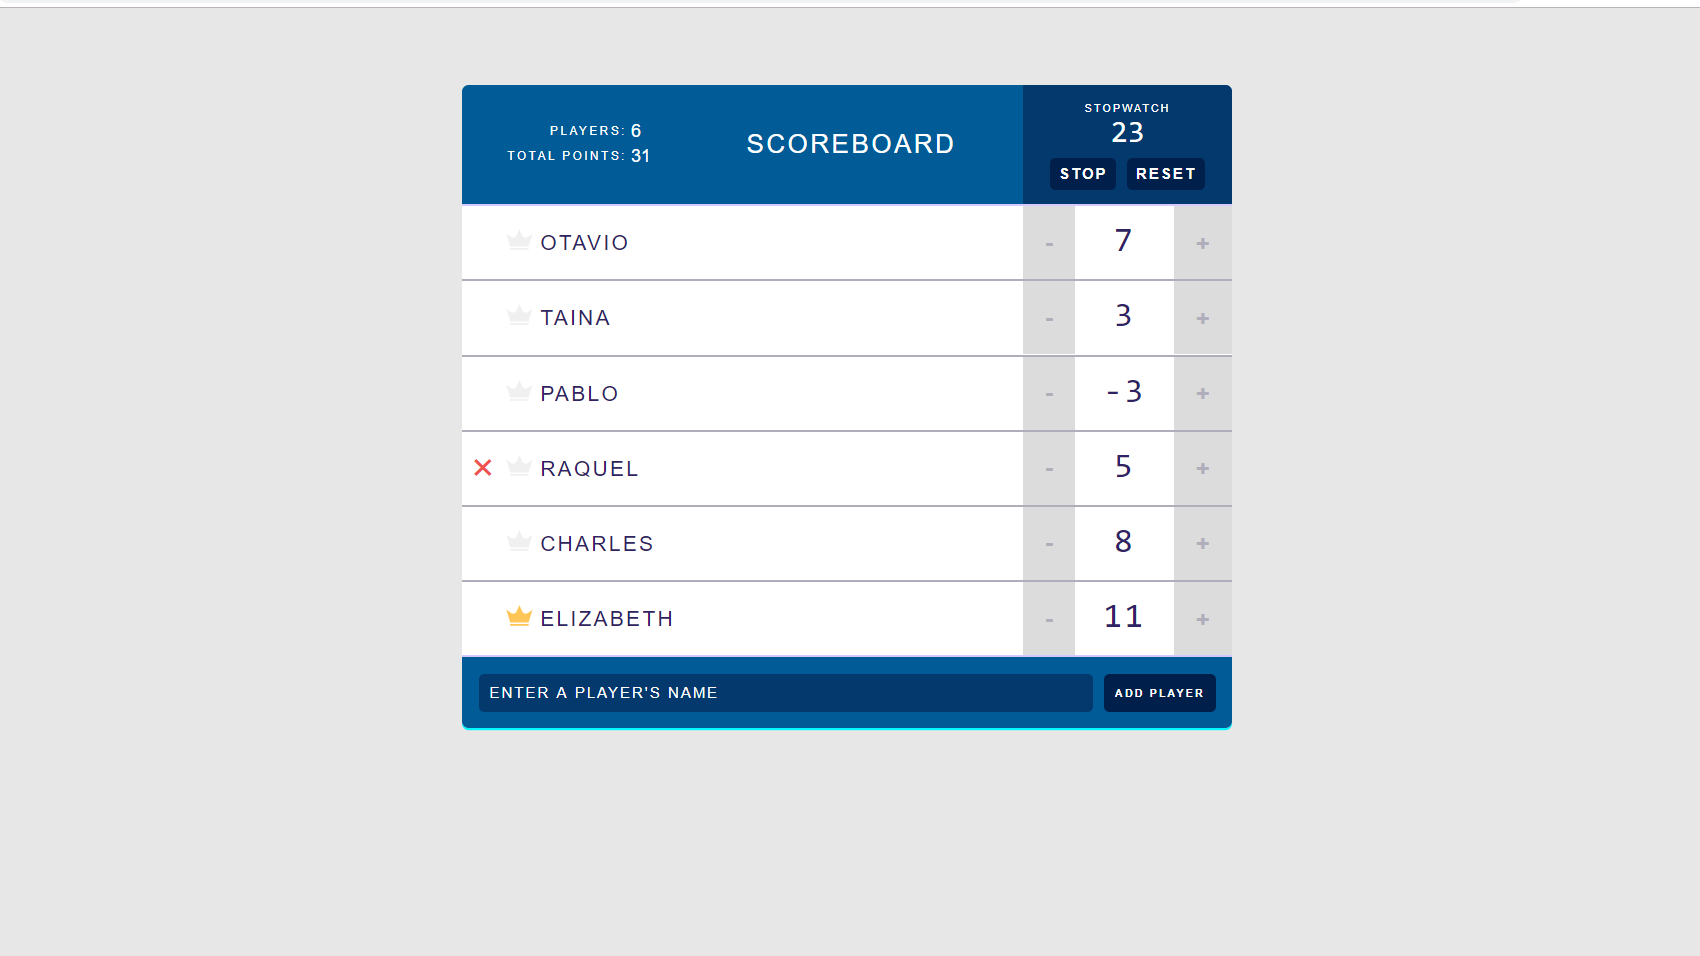 PLAYERS: 6
TOTAL POINTS: 31
SCOREBOARD
STOPWATCH
23
STOP RESET
OTAVIO - 7 +
TAINA - 3 +
PABLO - -3 +
RAQUEL - 5 +
CHARLES - 8 +
ELIZABETH - 11 +
ENTER A PLAYER'S NAME ADD PLAYER